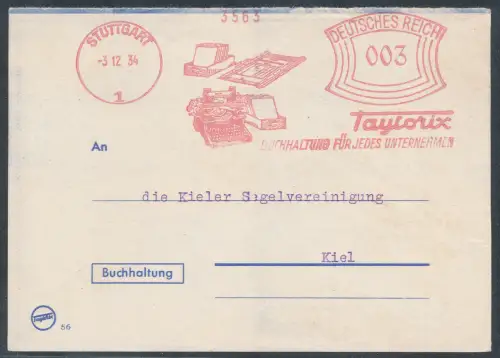 3563
STUTTGART
-3 12 34
1
DEUTSCHES REICH
003
Taylorix
BUCHHALTUNG FÜR JEDES UNTERNEHMEN
An
die Kieler Segelvereinigung
Kiel
Buchhaltung
Taylorix
56